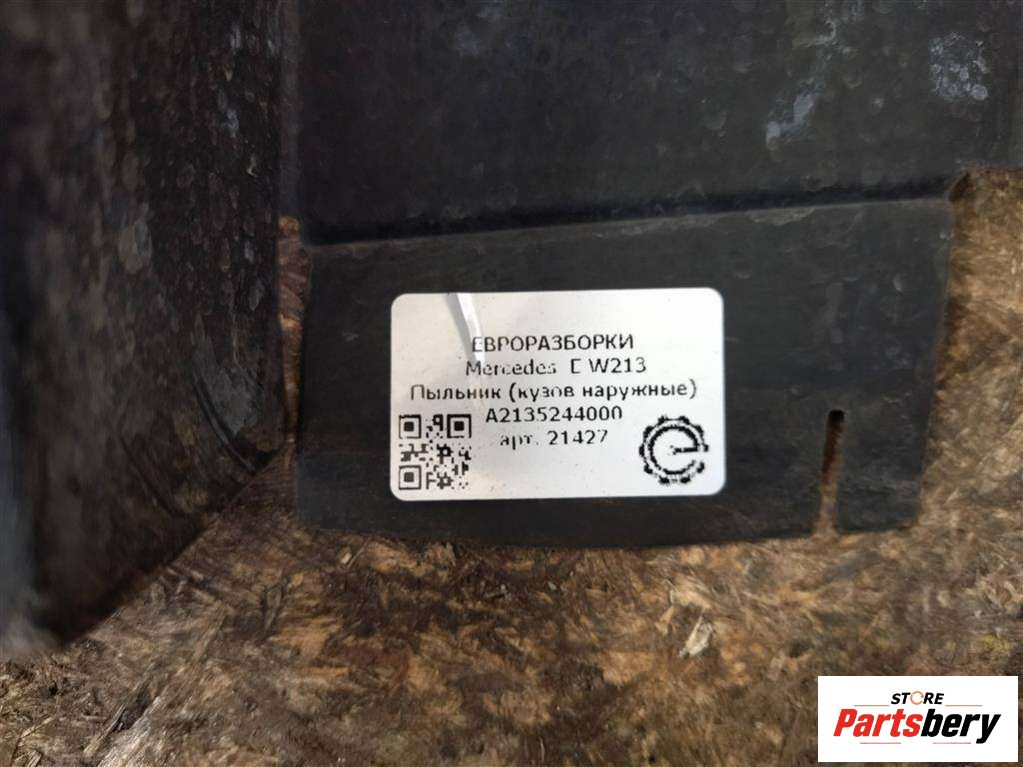 ЕВРОРАЗБОРКИ
Mercedes E W213
Пыльник (кузов наружные)
A2135244000
арт. 21427
STORE
Partsbery